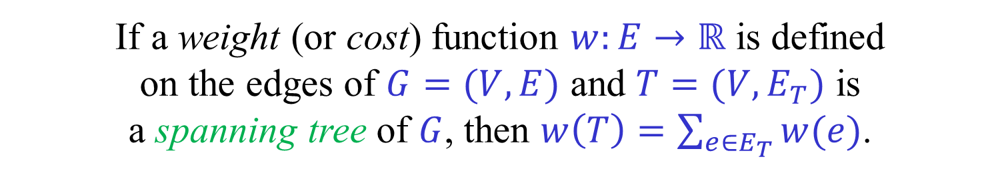 If a weight (or cost) function w: E → ℝ is defined
on the edges of G = (V, E) and T = (V, E_T) is
a spanning tree of G, then w(T) = ∑_{e∈E_T} w(e).